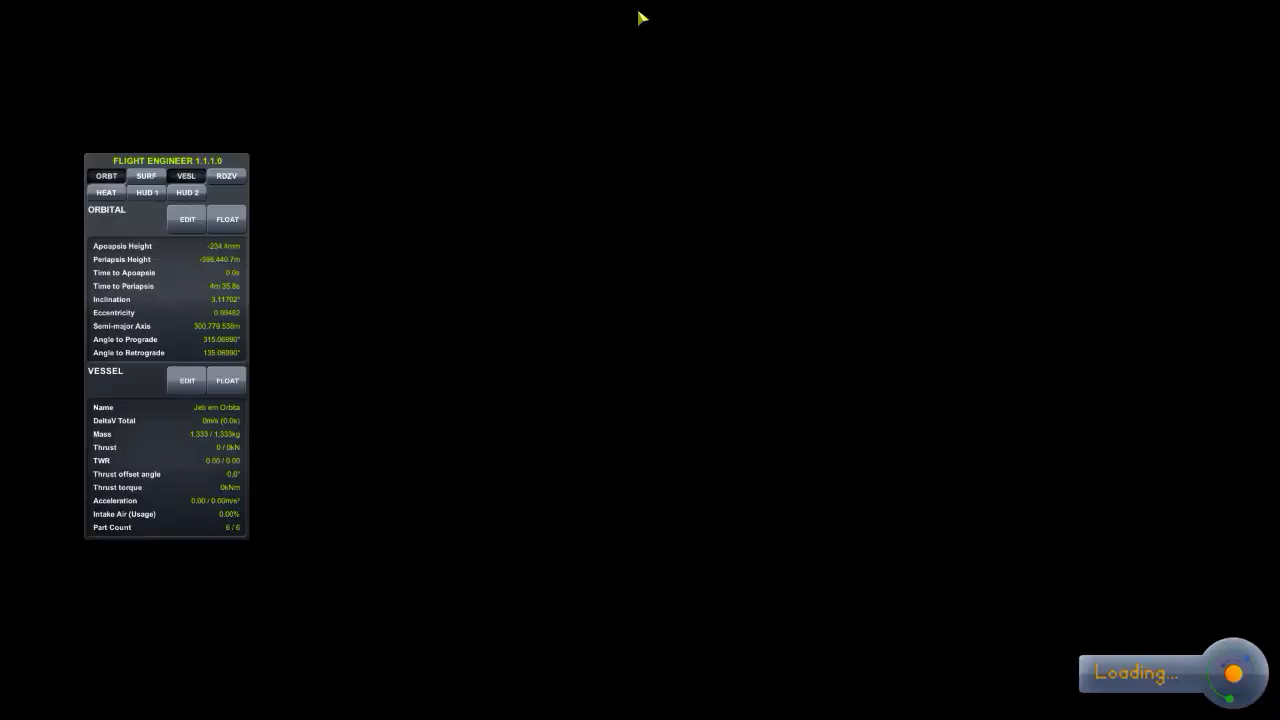 FLIGHT ENGINEER 1.1.1.0
ORBT SURF VESL RDZV
HEAT HUD 1 HUD 2
ORBITAL EDIT FLOAT
Apoapsis Height -234.4mm
Periapsis Height -598,440.7m
Time to Apoapsis 0.0s
Time to Periapsis 4m 35.8s
Inclination 3.11702°
Eccentricity 0.99482
Semi-major Axis 300,779.538m
Angle to Prograde 315.06990°
Angle to Retrograde 135.06990°
VESSEL EDIT FLOAT
Name Jeb em Orbita
DeltaV Total 0m/s (0.0s)
Mass 1,333 / 1,333kg
Thrust 0 / 0kN
TWR 0.00 / 0.00
Thrust offset angle 0.0°
Thrust torque 0kNm
Acceleration 0.00 / 0.00m/s²
Intake Air (Usage) 0.00%
Part Count 6 / 6
Loading...